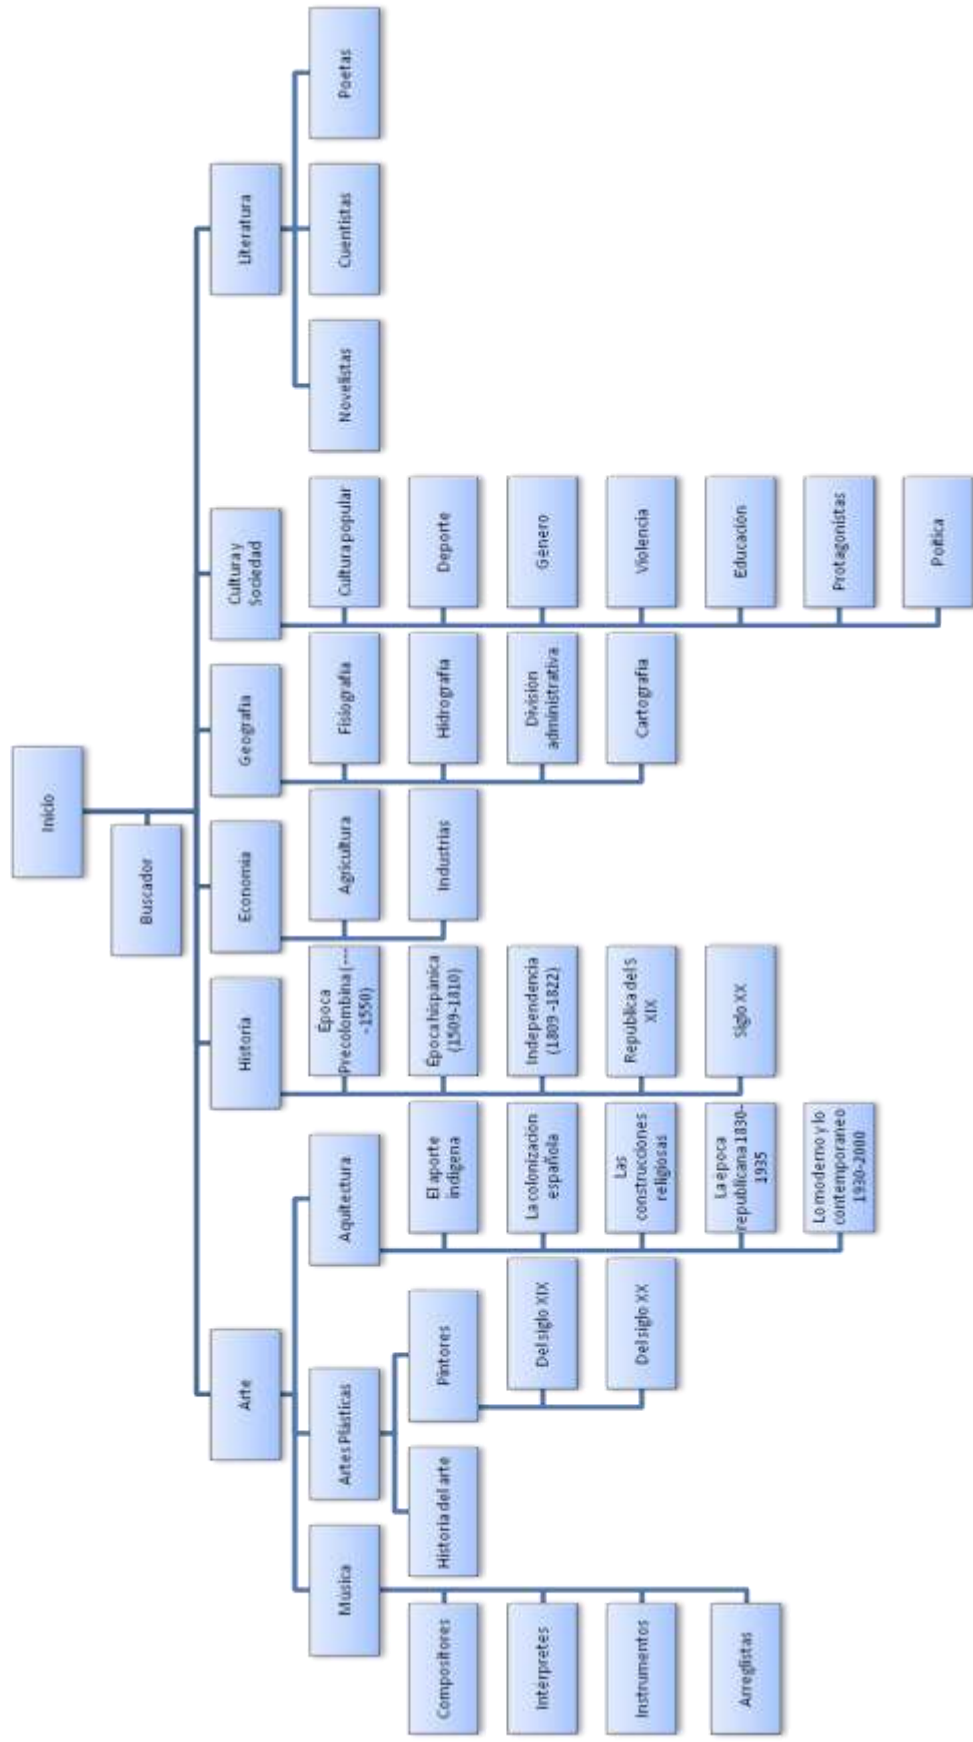 Inicio
Buscador
Arte
Historia
Economía
Geografía
Cultura y
Sociedad
Literatura
Música
Artes Plásticas
Aquitectura
Compositores
Interpretes
Instrumentos
Arreglistas
Historia del arte
Pintores
Del siglo XIX
Del siglo XX
El aporte
indígena
La colonización
española
Las
construcciones
religiosas
La época
republicana 1830-
1935
Lo moderno y lo
contemporáneo
1930-2000
Época
Precolombina (---
-1550)
Época hispánica
(1509-1810)
Independencia
(1809 -1822)
Republica del S
XIX
Siglo XX
Agricultura
Industrias
Fisiografía
Hidrografía
División
administrativa
Cartografía
Cultura popular
Deporte
Género
Violencia
Educación
Protagonistas
Política
Novelistas
Cuentistas
Poetas